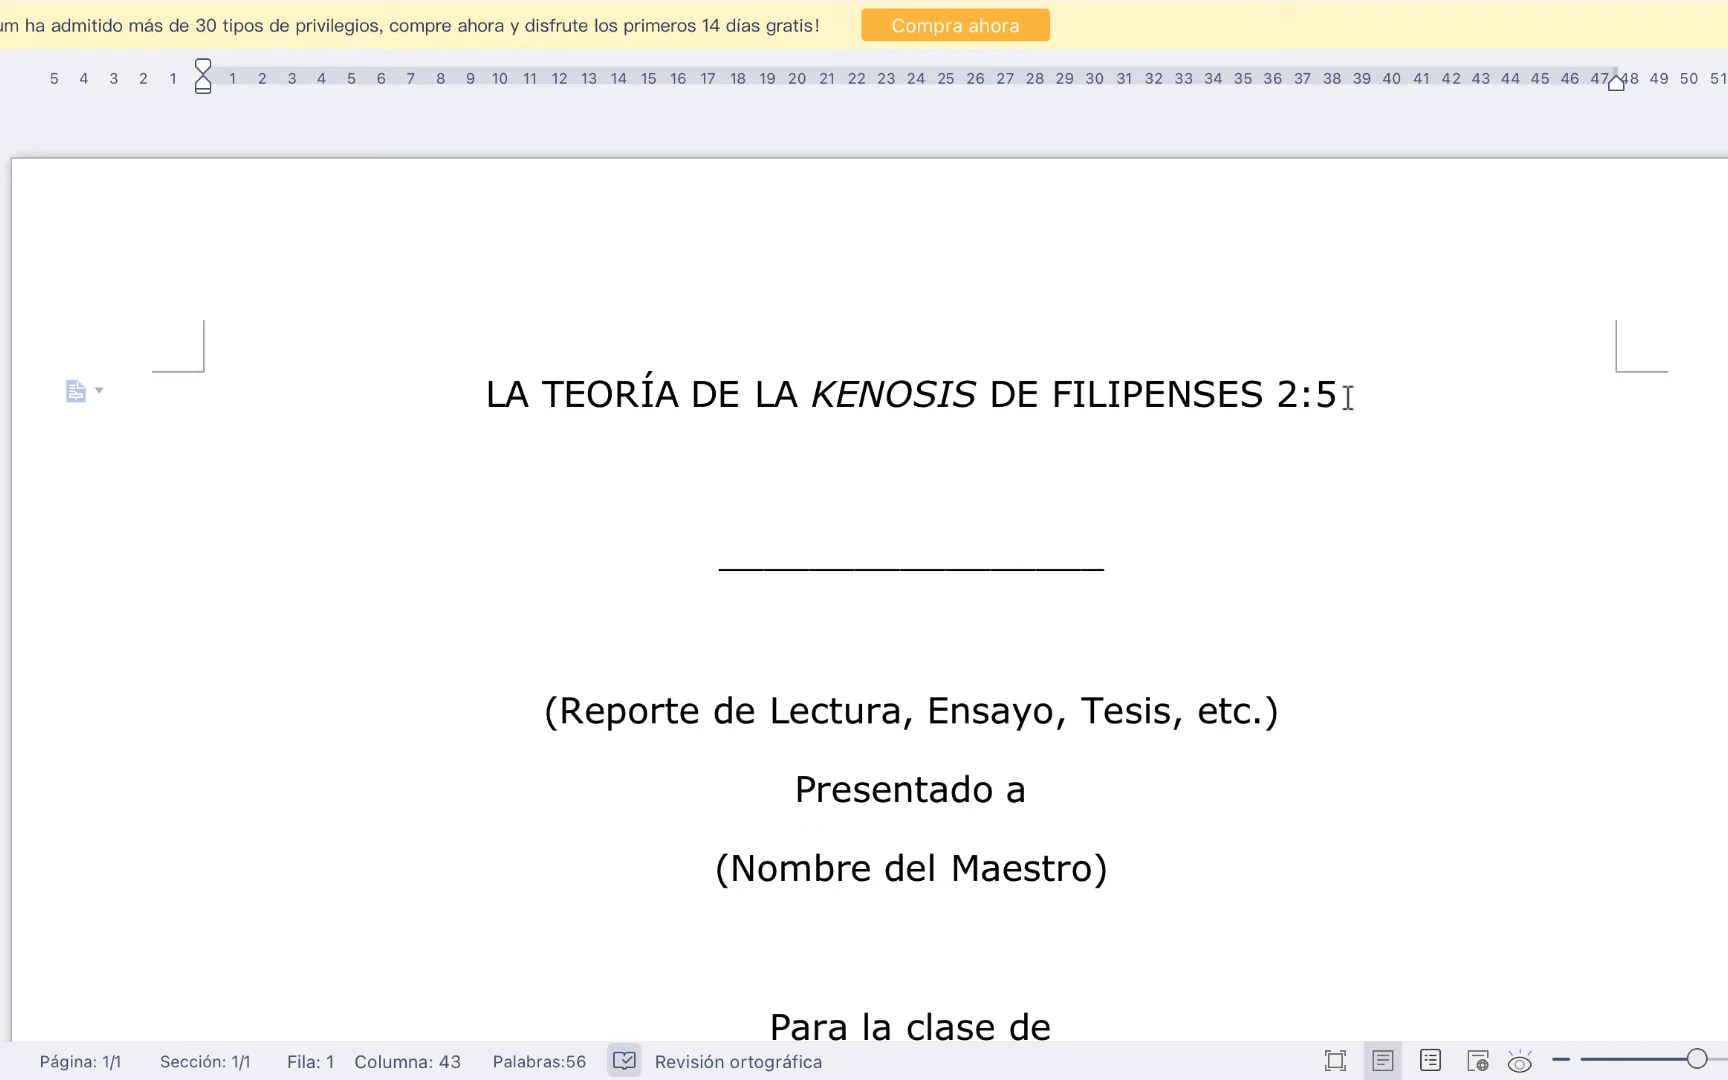 ha admitido más de 30 tipos de privilegios, compre ahora y disfrute los primeros 14 días gratis! Compra ahora
5 4 3 2 1 1 2 3 4 5 6 7 8 9 10 11 12 13 14 15 16 17 18 19 20 21 22 23 24 25 26 27 28 29 30 31 32 33 34 35 36 37 38 39 40 41 42 43 44 45 46 47 48 49 50 51
LA TEORÍA DE LA KENOSIS DE FILIPENSES 2:5
(Reporte de Lectura, Ensayo, Tesis, etc.)
Presentado a
(Nombre del Maestro)
Para la clase de
Página: 1/1 Sección: 1/1 Fila: 1 Columna: 43 Palabras:56 Revisión ortográfica